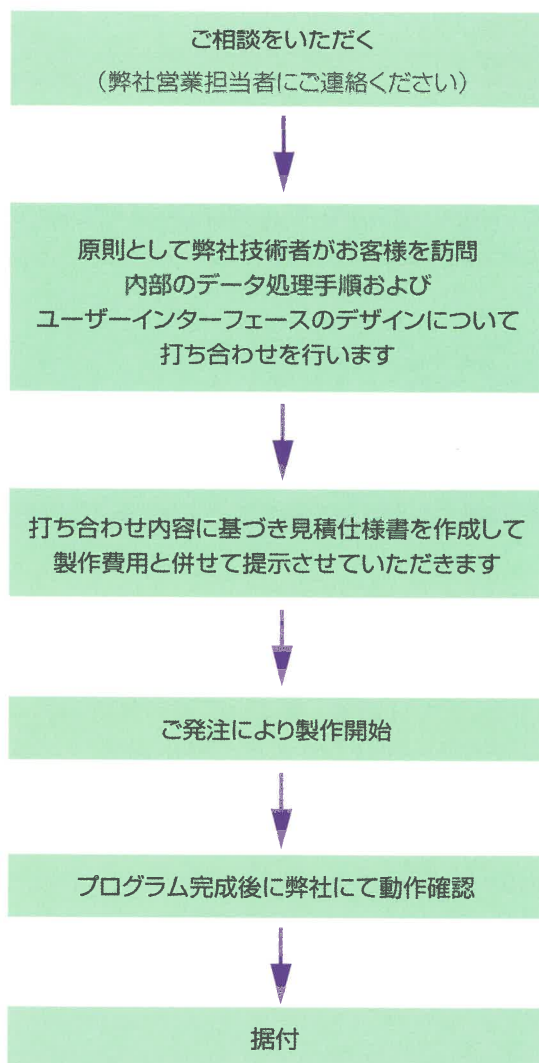 ご相談をいただく
（弊社営業担当者にご連絡ください）
原則として弊社技術者がお客様を訪問
内部のデータ処理手順および
ユーザーインターフェースのデザインについて
打ち合わせを行います
打ち合わせ内容に基づき見積仕様書を作成して
製作費用と併せて提示させていただきます
ご発注により製作開始
プログラム完成後に弊社にて動作確認
据付